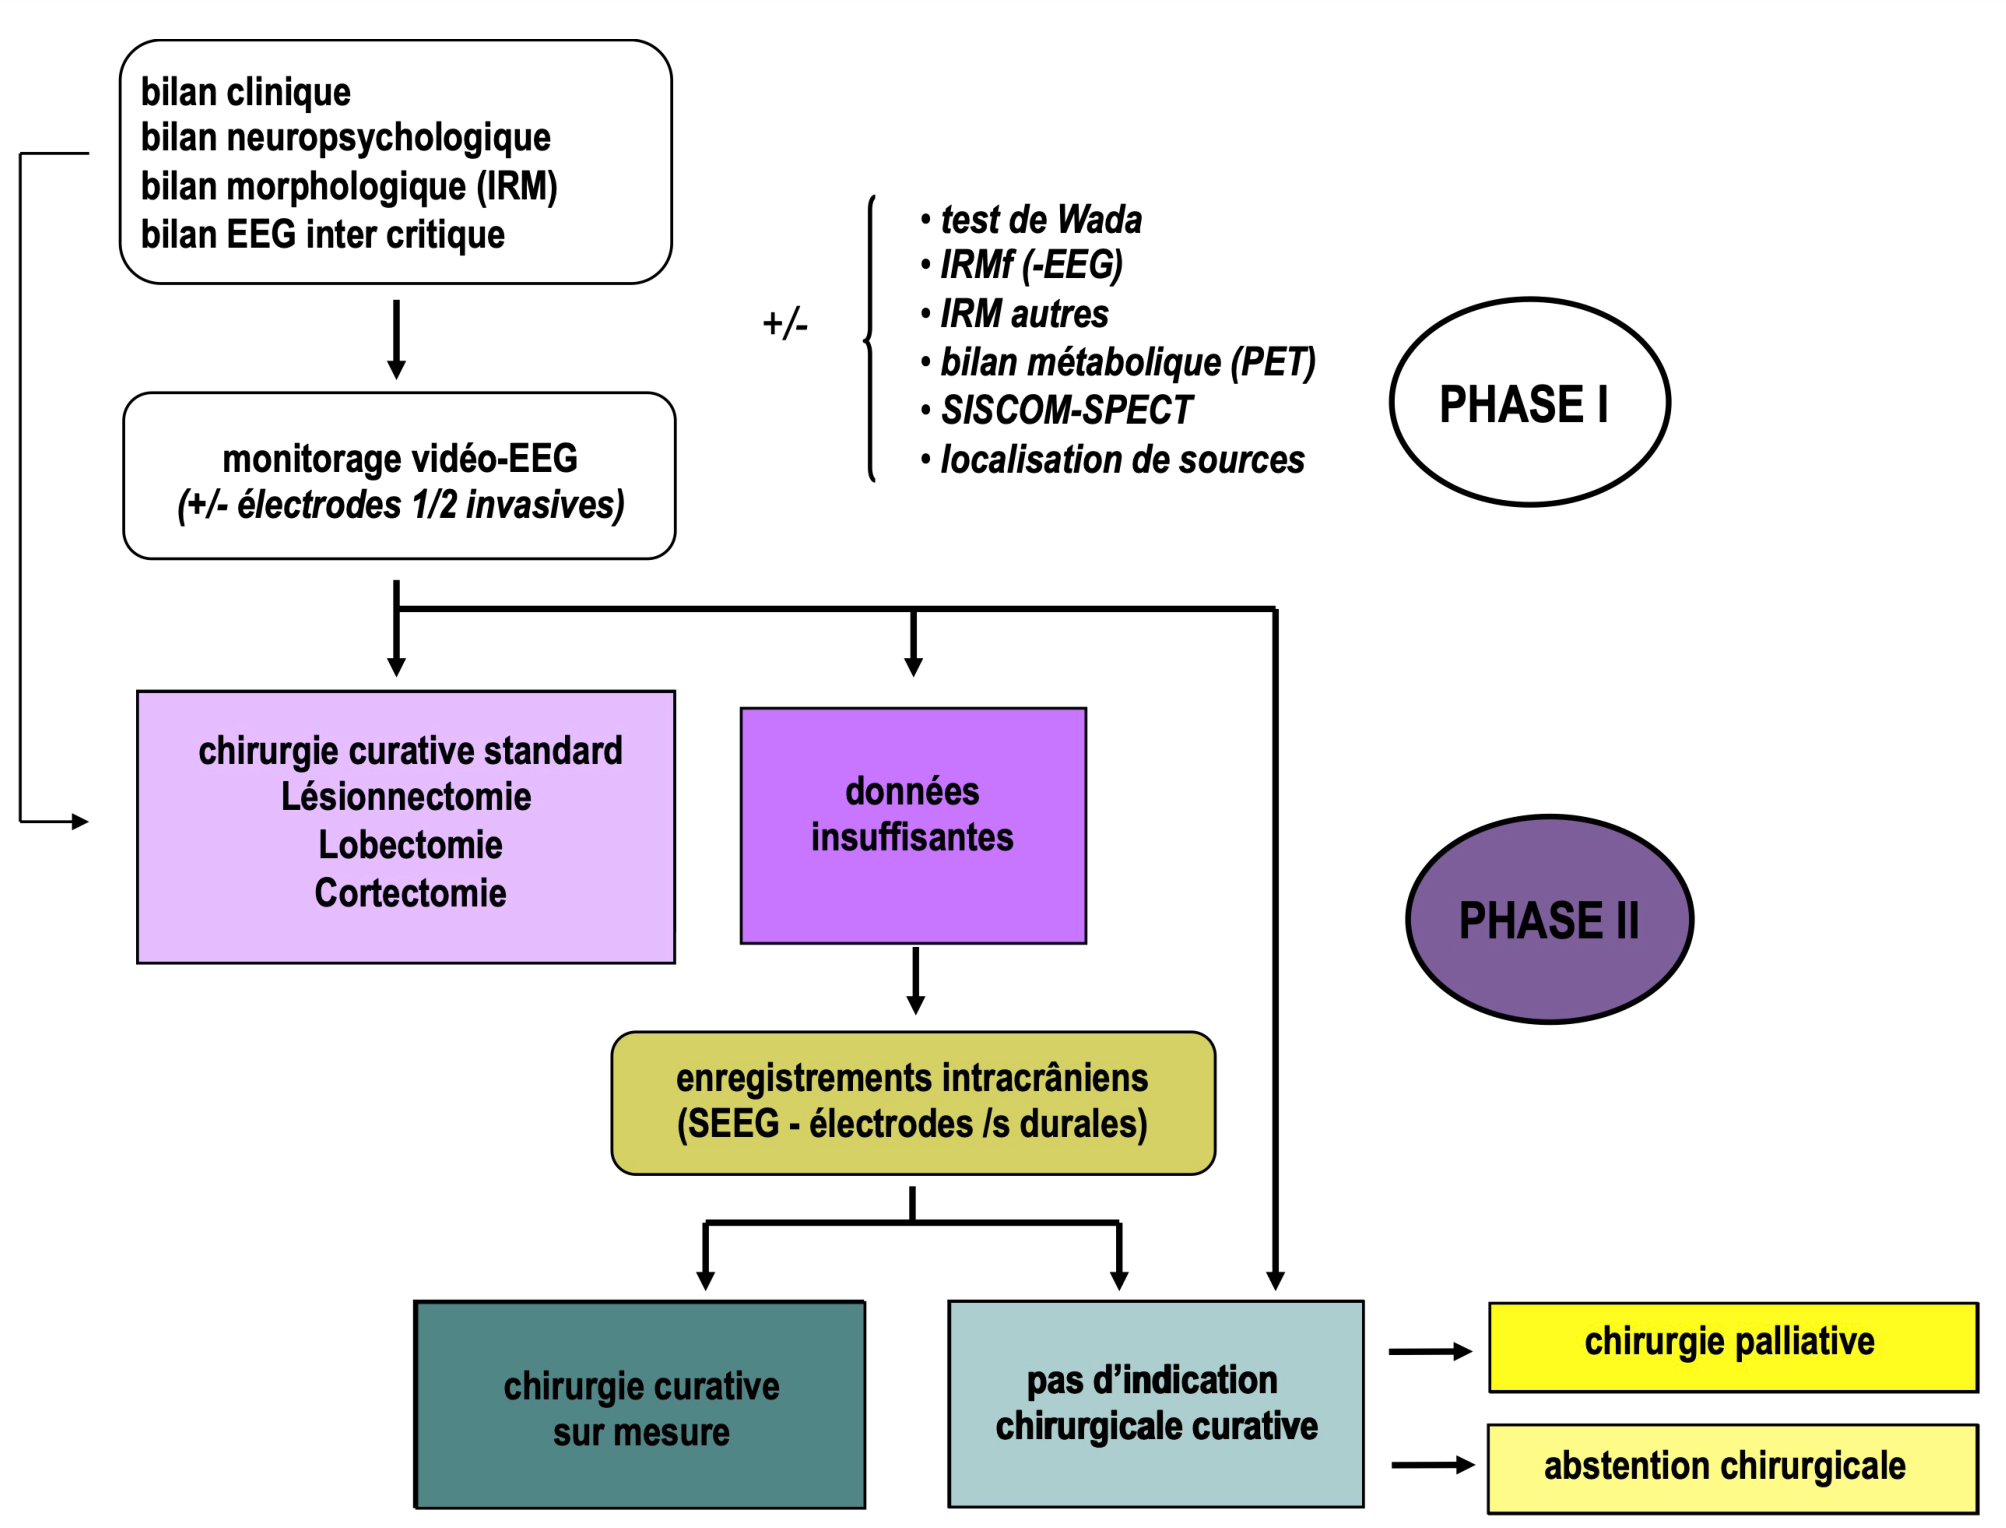 bilan clinique
bilan neuropsychologique
bilan morphologique (IRM)
bilan EEG inter critique
+/-
• test de Wada
• IRMf (-EEG)
• IRM autres
• bilan métabolique (PET)
• SISCOM-SPECT
• localisation de sources
PHASE I
monitorage vidéo-EEG
(+/- électrodes 1/2 invasives)
chirurgie curative standard
Lésionnectomie
Lobectomie
Cortectomie
données
insuffisantes
PHASE II
enregistrements intracrâniens
(SEEG - électrodes /s durales)
chirurgie curative
sur mesure
pas d’indication
chirurgicale curative
chirurgie palliative
abstention chirurgicale